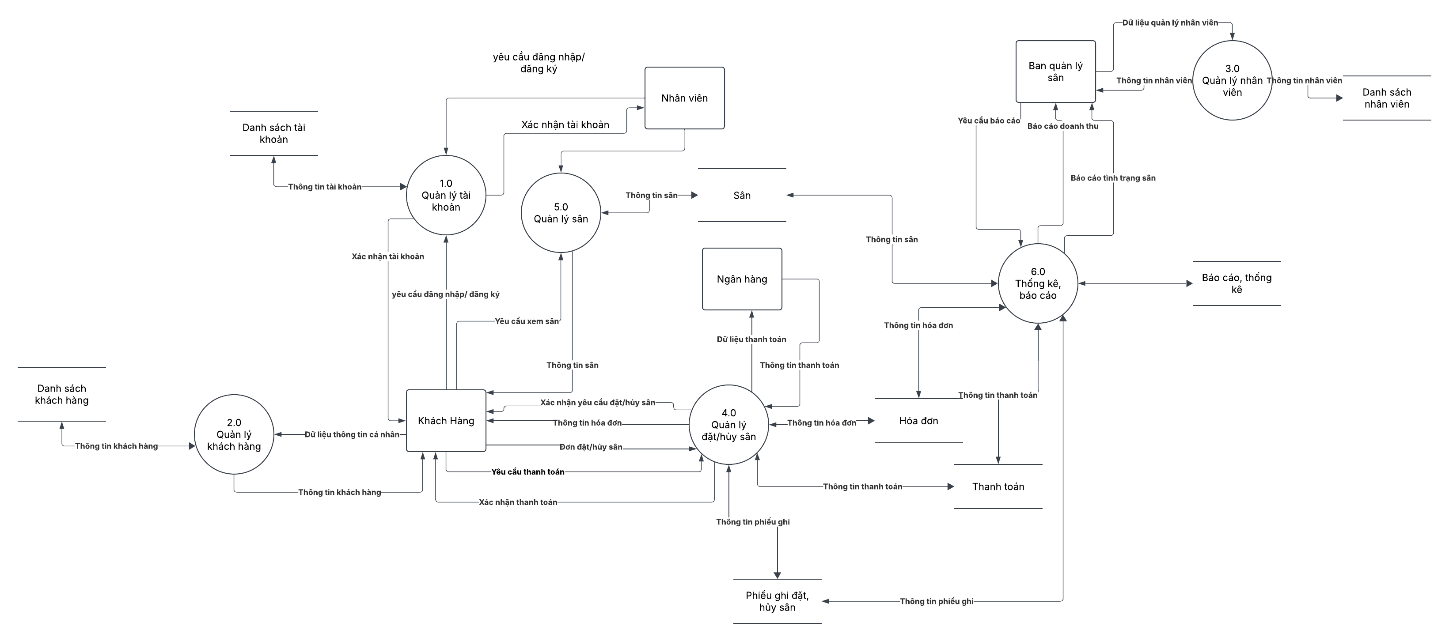 Dữ liệu quản lý nhân viên
yêu cầu đăng nhập/
đăng ký
Ban quản lý
sân
3.0
Quản lý nhân
viên
Thông tin nhân viên
Thông tin nhân viên
Danh sách
nhân viên
Nhân viên
Xác nhận tài khoản
Yêu cầu báo cáo
Báo cáo doanh thu
Danh sách tài
khoản
Báo cáo tình trạng sân
Thông tin tài khoản
1.0
Quản lý tài
khoản
5.0
Quản lý sân
Thông tin sân
Sân
Thông tin sân
Xác nhận tài khoản
Ngân hàng
6.0
Thống kê,
báo cáo
Báo cáo, thống
kê
yêu cầu đăng nhập/ đăng ký
Yêu cầu xem sân
Thông tin hóa đơn
Dữ liệu thanh toán
Thông tin sân
Thông tin thanh toán
Danh sách
khách hàng
Thông tin thanh toán
Xác nhận yêu cầu đặt/hủy sân
2.0
Quản lý
khách hàng
Khách Hàng
Thông tin hóa đơn
4.0
Quản lý
đặt/hủy sân
Thông tin hóa đơn
Hóa đơn
Thông tin khách hàng
Dữ liệu thông tin cá nhân
Đơn đặt/hủy sân
Yêu cầu thanh toán
Thông tin khách hàng
Xác nhận thanh toán
Thông tin thanh toán
Thanh toán
Thông tin phiếu ghi
Phiếu ghi đặt,
hủy sân
Thông tin phiếu ghi